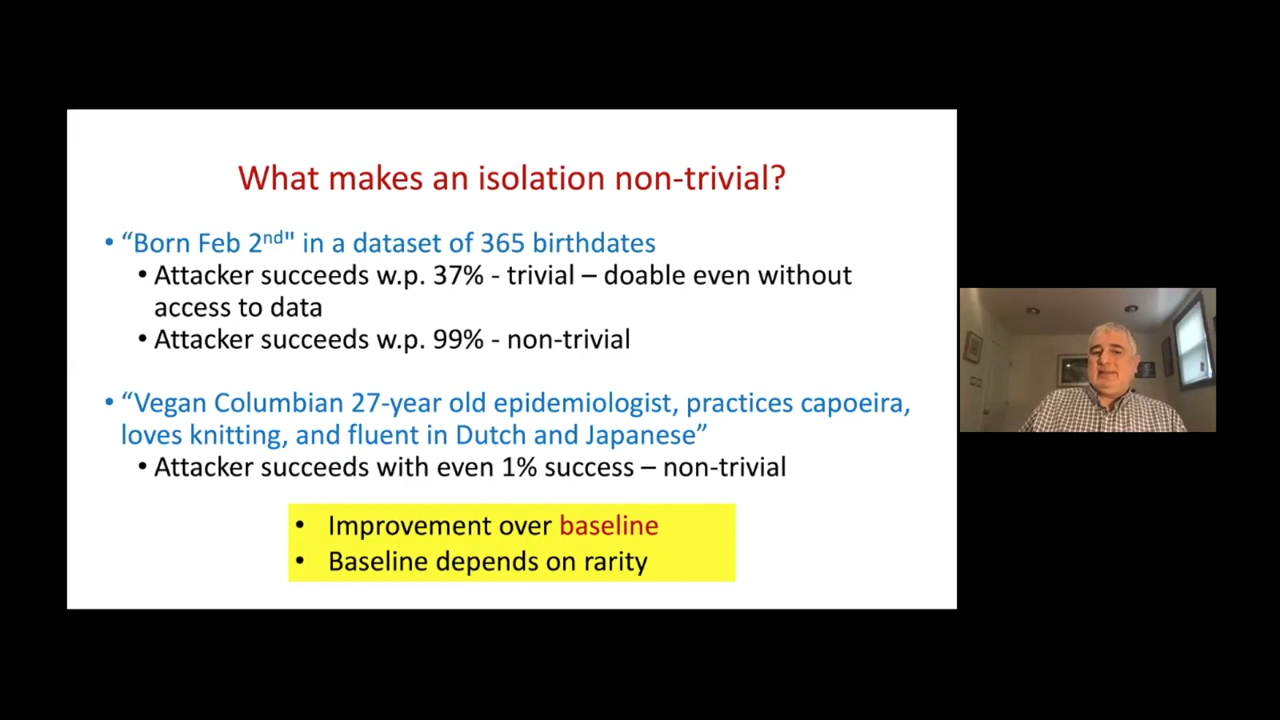 What makes an isolation non-trivial?
• “Born Feb 2nd" in a dataset of 365 birthdates
• Attacker succeeds w.p. 37% - trivial – doable even without
access to data
• Attacker succeeds w.p. 99% - non-trivial
• “Vegan Columbian 27-year old epidemiologist, practices capoeira,
loves knitting, and fluent in Dutch and Japanese”
• Attacker succeeds with even 1% success – non-trivial
• Improvement over baseline
• Baseline depends on rarity